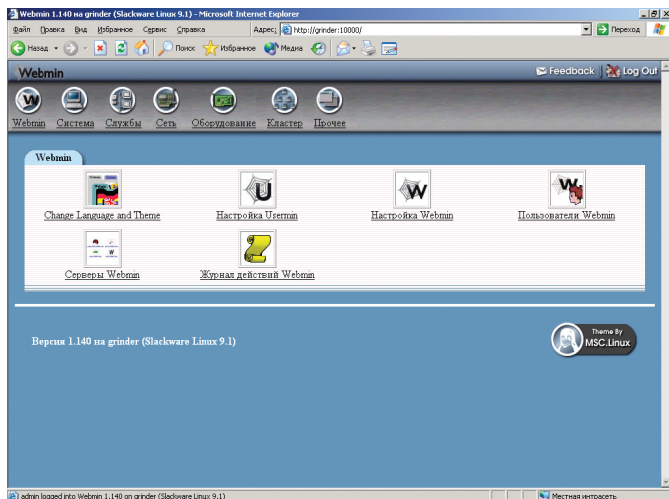 Webmin 1.140 на grinder (Slackware Linux 9.1) - Microsoft Internet Explorer
Файл Правка Вид Избранное Сервис Справка Адрес: http://grinder:10000/ Переход
Назад Поиск Избранное Медиа
Webmin Feedback | Log Out
Webmin Система Службы Сеть Оборудование Кластер Прочее
Webmin
Change Language and Theme Настройка Usermin Настройка Webmin Пользователи Webmin
Серверы Webmin Журнал действий Webmin
Версия 1.140 на grinder (Slackware Linux 9.1)
Theme By
MSC.Linux
admin logged into Webmin 1.140 on grinder (Slackware Linux 9.1) Местная интрасеть